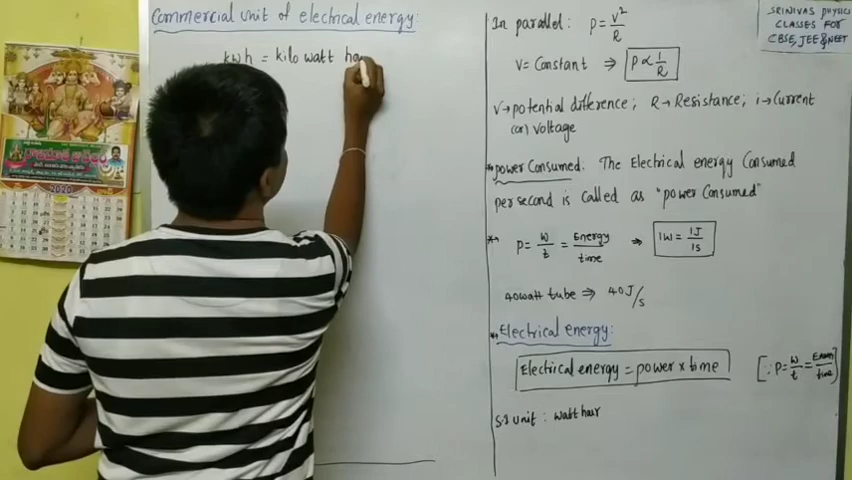 Commercial unit of electrical energy:
kwh = kilo watt ho
In parallel: P = V²/R
V = Constant ⇒ P ∝ 1/R
V → potential difference; R → Resistance; i → Current
(or) voltage
* power Consumed. The Electrical energy Consumed
per second is called as "power Consumed"
* P = W/t = Energy/time ⇒ 1W = 1J/1s
40watt tube ⇒ 40J/s
* Electrical energy:
Electrical energy = power x time [∵ P = W/t = Energy/time]
S.I unit: watt hour
SRINIVAS PHYSICS
CLASSES FOR
CBSE, JEE & NEET
2020